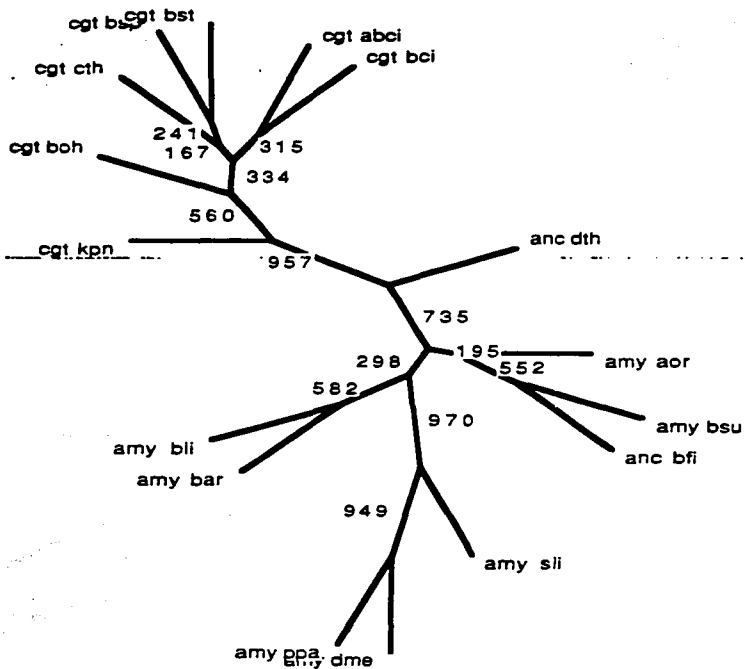 cgt bsp cgt bst
cgt abci
cgt bci
cgt cth
241
167
315
cgt boh
334
560
cgt kpn
957
anc dth
735
298
195
552
amy aor
582
970
amy bsu
anc bfi
amy bli
amy bar
949
amy sli
amy ppa
amy dme